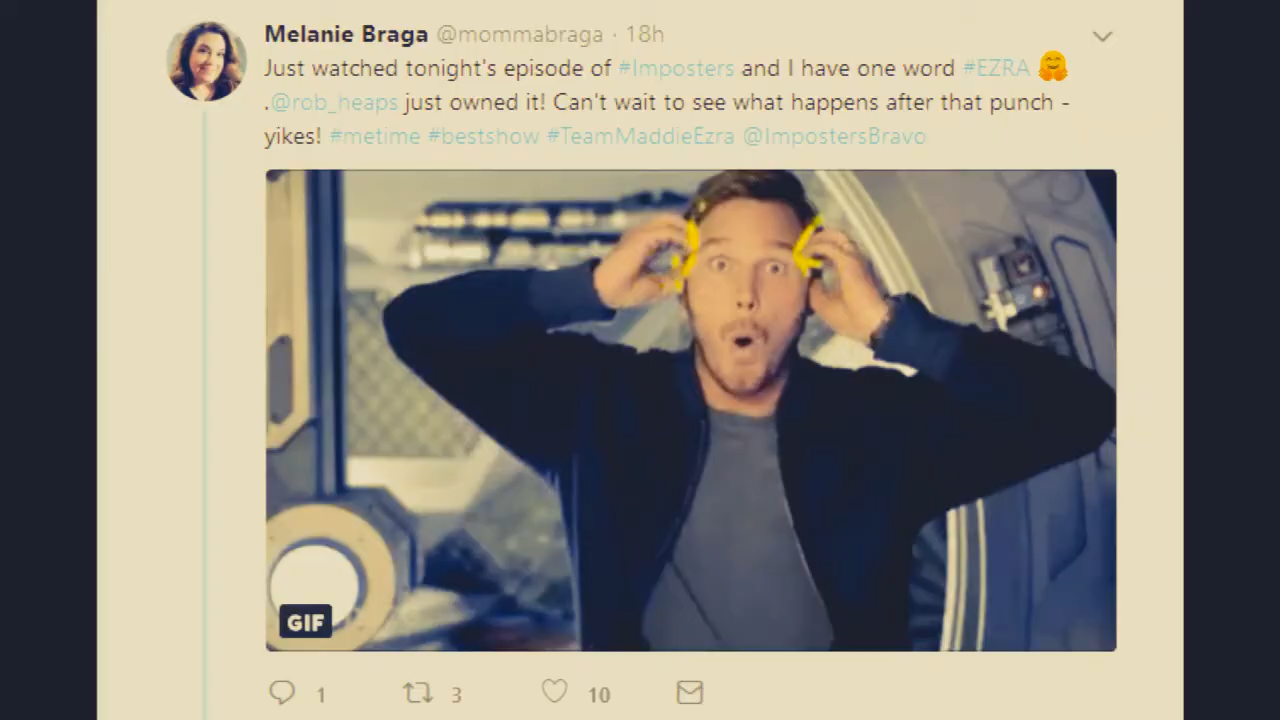 Melanie Braga @mommabraga · 18h
Just watched tonight's episode of #Imposters and I have one word #EZRA 🤗
.@rob_heaps just owned it! Can't wait to see what happens after that punch -
yikes! #metime #bestshow #TeamMaddieEzra @ImpostersBravo
GIF
1 3 10